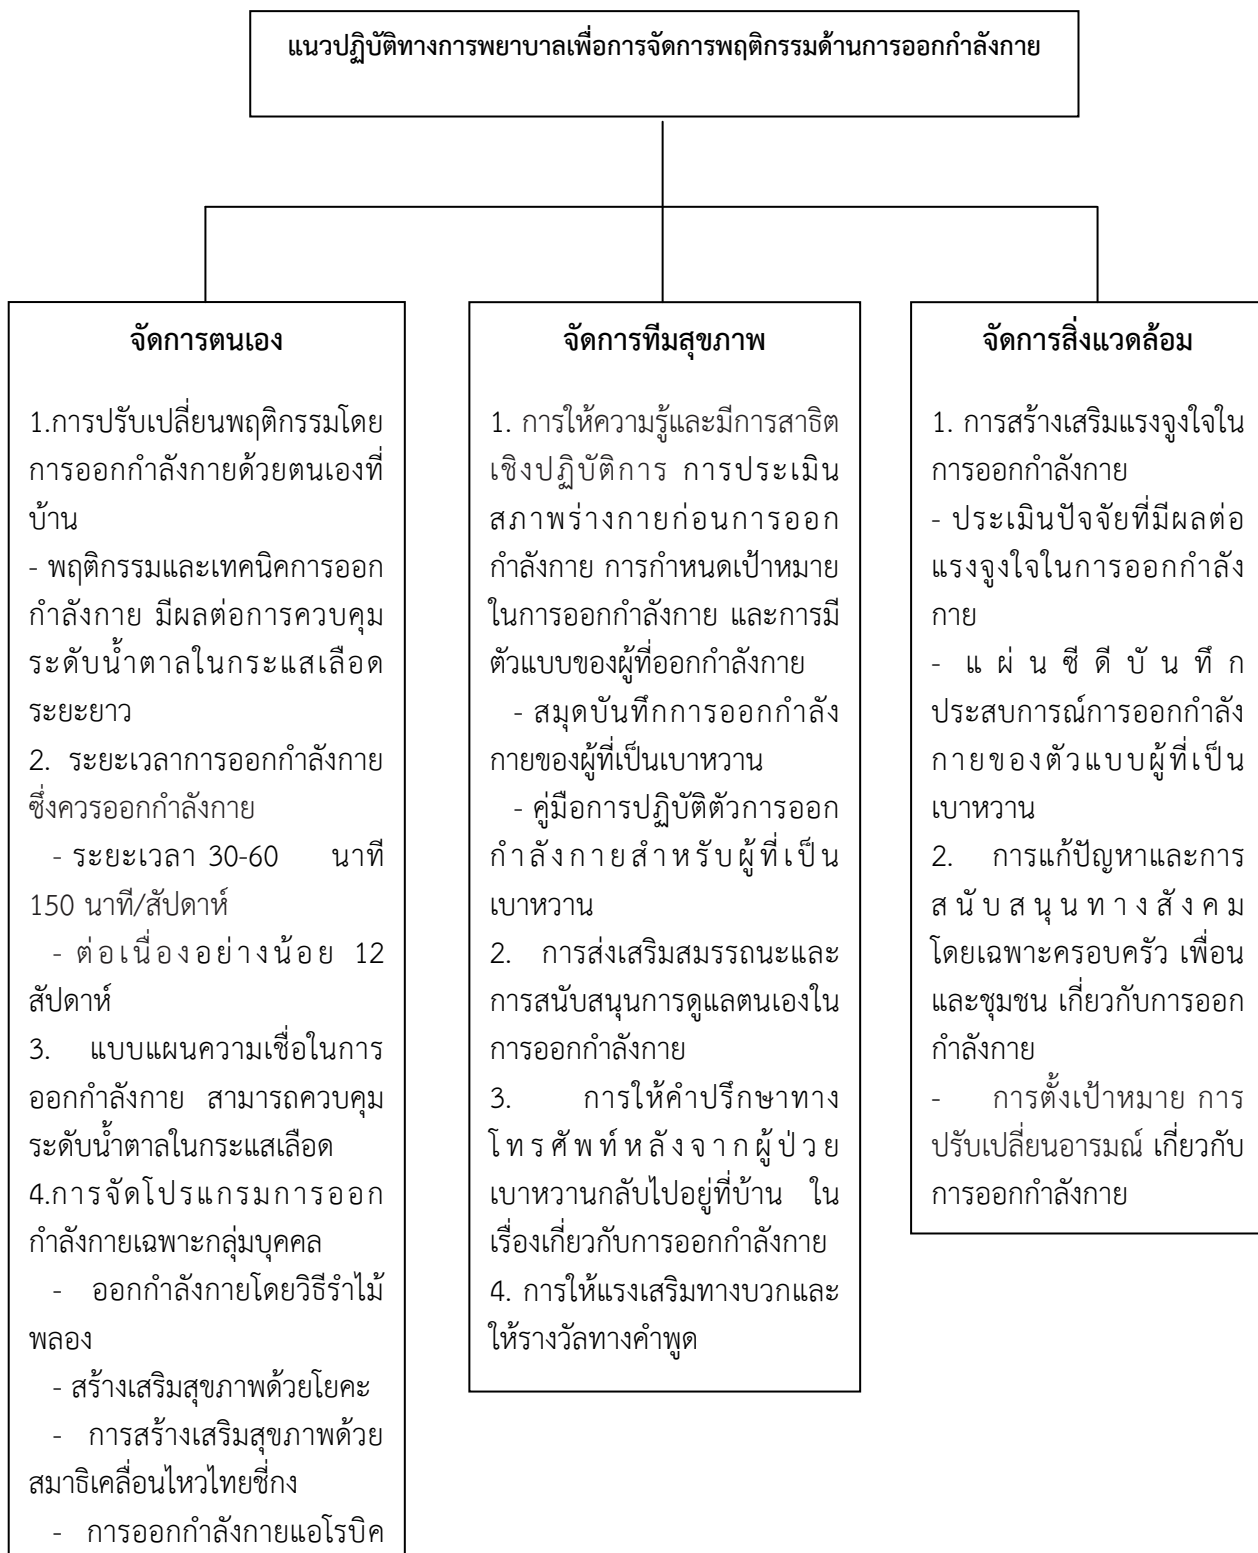 แนวปฏิบัติทางการพยาบาลเพื่อการจัดการพฤติกรรมด้านการออกกำลังกาย
จัดการตนเอง
1.การปรับเปลี่ยนพฤติกรรมโดย
การออกกำลังกายด้วยตนเองที่
บ้าน
- พฤติกรรมและเทคนิคการออก
กำลังกาย มีผลต่อการควบคุม
ระดับน้ำตาลในกระแสเลือด
ระยะยาว
2. ระยะเวลาการออกกำลังกาย
ซึ่งควรออกกำลังกาย
- ระยะเวลา 30-60 นาที
150 นาที/สัปดาห์
- ต่อเนื่องอย่างน้อย 12
สัปดาห์
3. แบบแผนความเชื่อในการ
ออกกำลังกาย สามารถควบคุม
ระดับน้ำตาลในกระแสเลือด
4.การจัดโปรแกรมการออก
กำลังกายเฉพาะกลุ่มบุคคล
- ออกกำลังกายโดยวิธีรำไม้
พลอง
- สร้างเสริมสุขภาพด้วยโยคะ
- การสร้างเสริมสุขภาพด้วย
สมาธิเคลื่อนไหวไทยชี่กง
- การออกกำลังกายแอโรบิค
จัดการทีมสุขภาพ
1. การให้ความรู้และมีการสาธิต
เชิงปฏิบัติการ การประเมิน
สภาพร่างกายก่อนการออก
กำลังกาย การกำหนดเป้าหมาย
ในการออกกำลังกาย และการมี
ตัวแบบของผู้ที่ออกกำลังกาย
- สมุดบันทึกการออกกำลัง
กายของผู้ที่เป็นเบาหวาน
- คู่มือการปฏิบัติตัวการออก
กำลังกายสำหรับผู้ที่เป็น
เบาหวาน
2. การส่งเสริมสมรรถนะและ
การสนับสนุนการดูแลตนเองใน
การออกกำลังกาย
3. การให้คำปรึกษาทาง
โทรศัพท์หลังจากผู้ป่วย
เบาหวานกลับไปอยู่ที่บ้าน ใน
เรื่องเกี่ยวกับการออกกำลังกาย
4. การให้แรงเสริมทางบวกและ
ให้รางวัลทางคำพูด
จัดการสิ่งแวดล้อม
1. การสร้างเสริมแรงจูงใจใน
การออกกำลังกาย
- ประเมินปัจจัยที่มีผลต่อ
แรงจูงใจในการออกกำลัง
กาย
- แผ่นซีดีบันทึก
ประสบการณ์การออกกำลัง
กายของตัวแบบผู้ที่เป็น
เบาหวาน
2. การแก้ปัญหาและการ
สนับสนุนทางสังคม
โดยเฉพาะครอบครัว เพื่อน
และชุมชน เกี่ยวกับการออก
กำลังกาย
- การตั้งเป้าหมาย การ
ปรับเปลี่ยนอารมณ์ เกี่ยวกับ
การออกกำลังกาย